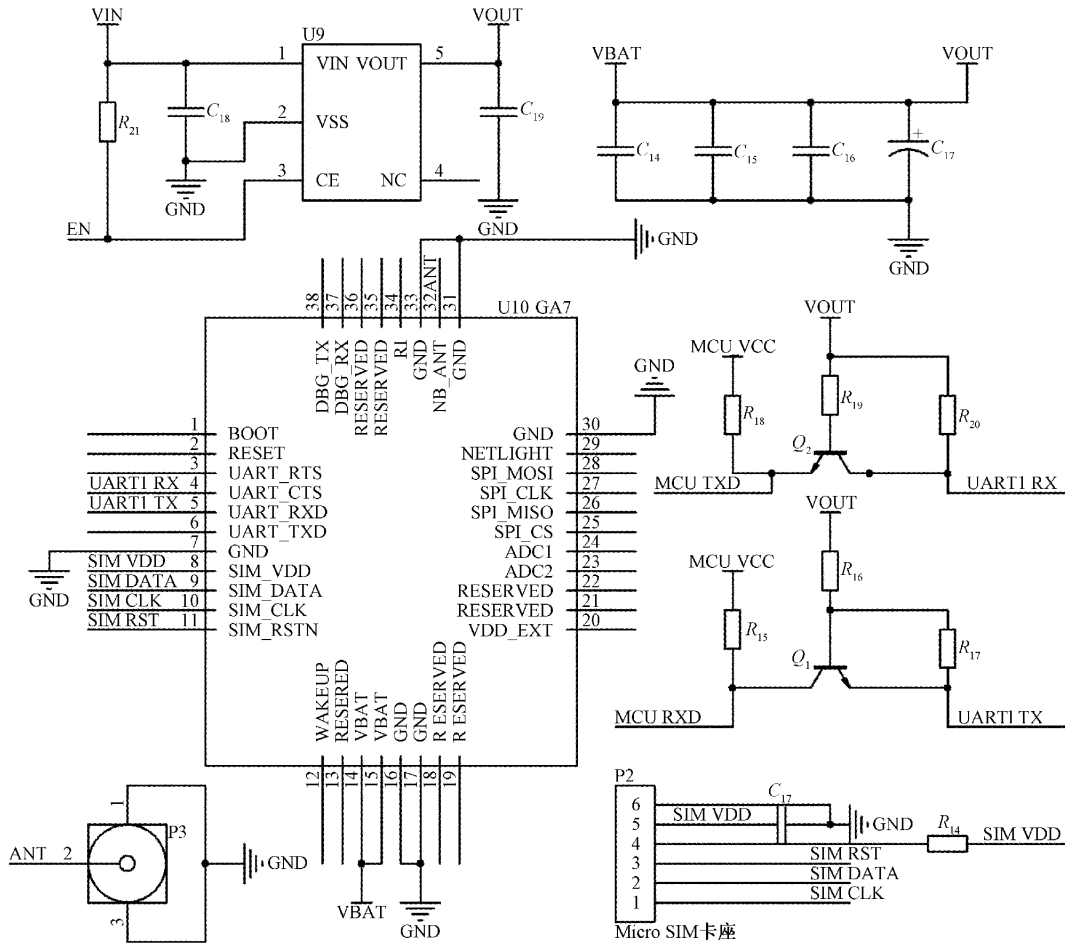 VIN
VOUT
U9
1
VIN VOUT
5
R21
C18
2
VSS
C19
3
CE
NC
4
GND
EN
GND
VBAT
VOUT
C14
C15
C16
+
C17
GND
GND
38
37
36
35
34
33
32ANT
31
U10 GA7
DBG_TX
DBG_RX
RESERVED
RESERVED
RI
GND
NB_ANT
GND
1 BOOT
2 RESET
3 UART_RTS
UART1 RX 4 UART_CTS
UART1 TX 5 UART_RXD
6 UART_TXD
7 GND
SIM VDD 8 SIM_VDD
SIM DATA 9 SIM_DATA
SIM CLK 10 SIM_CLK
SIM RST 11 SIM_RSTN
GND
GND
GND 30
NETLIGHT 29
SPI_MOSI 28
SPI_CLK 27
SPI_MISO 26
SPI_CS 25
ADC1 24
ADC2 23
RESERVED 22
RESERVED 21
VDD_EXT 20
WAKEUP
RESERED
VBAT
VBAT
GND
GND
R ESERVED
R ESERVED
12
13
14
15
16
17
18
19
VBAT
GND
VOUT
MCU VCC
R18
R19
R20
Q2
MCU TXD
UART1 RX
VOUT
MCU VCC
R15
R16
R17
Q1
MCU RXD
UART1 TX
1
P3
ANT 2
GND
3
P2
C17
6
5
4
3
2
1
SIM VDD
GND
R14
SIM VDD
SIM RST
SIM DATA
SIM CLK
Micro SIM卡座